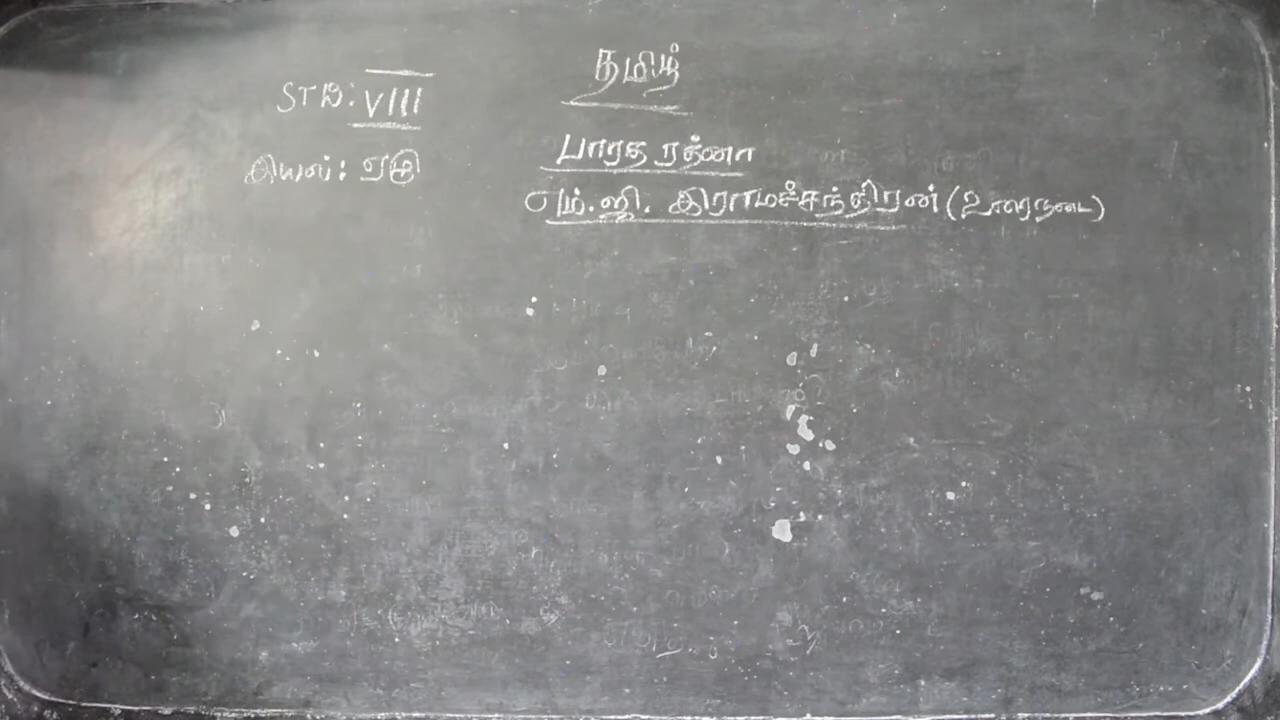 தமிழ்
STD: VIII
பாரத ரத்னா
இயல்: ஏழு
எம்.ஜி. இராமச்சந்திரன் (உரைநடை)